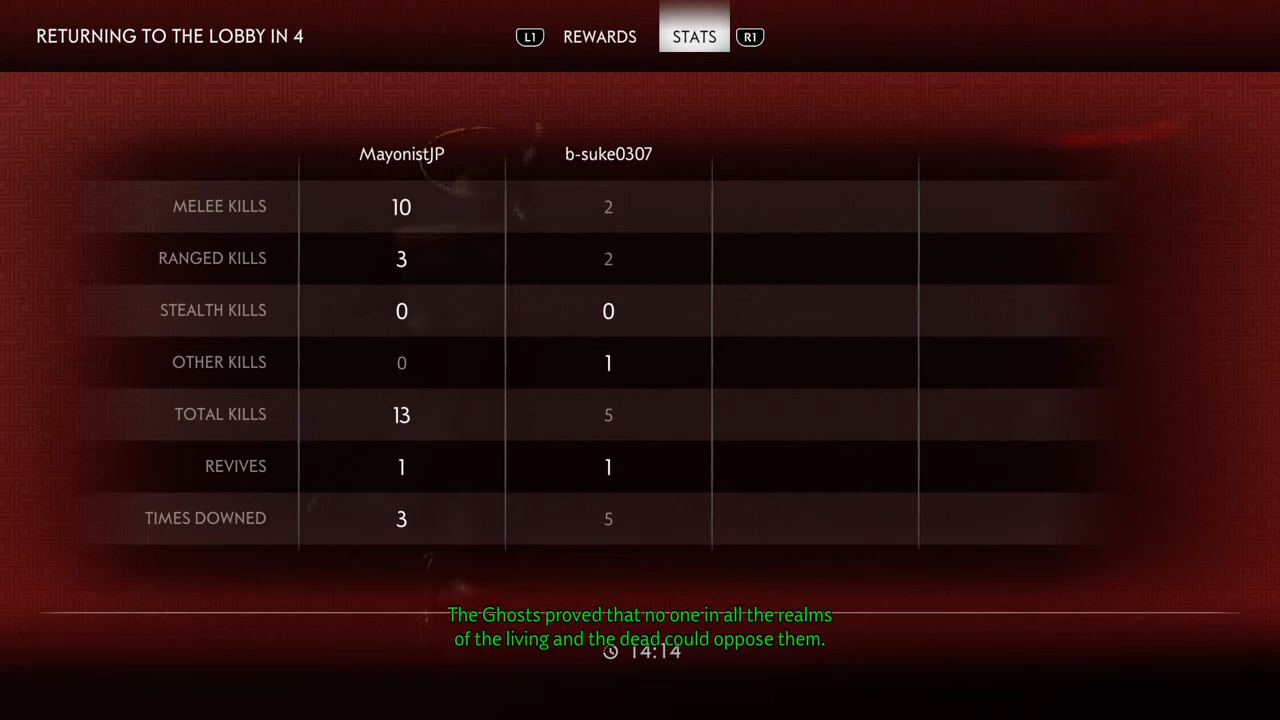 RETURNING TO THE LOBBY IN 4
L1 REWARDS STATS R1
MayonistJP b-suke0307
MELEE KILLS 10 2
RANGED KILLS 3 2
STEALTH KILLS 0 0
OTHER KILLS 0 1
TOTAL KILLS 13 5
REVIVES 1 1
TIMES DOWNED 3 5
The Ghosts proved that no one in all the realms
of the living and the dead could oppose them.
14:14